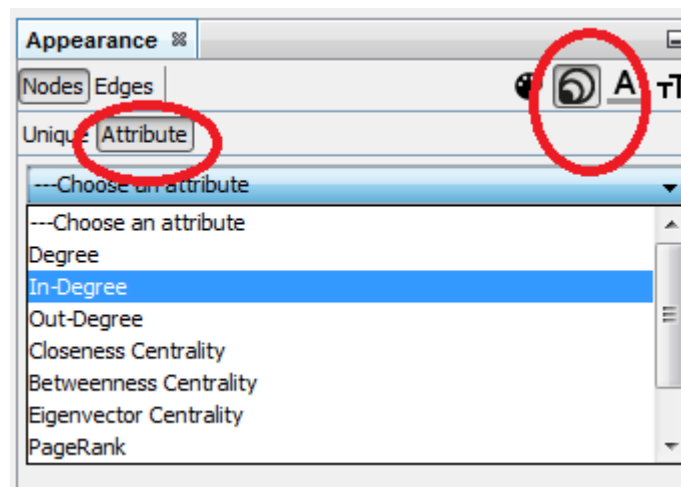 Appearance
Nodes Edges A TT
Unique Attribute
---Choose an attribute
---Choose an attribute
Degree
In-Degree
Out-Degree
Closeness Centrality
Betweenness Centrality
Eigenvector Centrality
PageRank